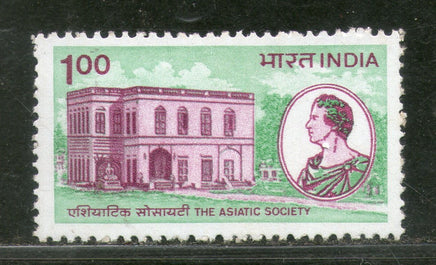 1.00 भारत INDIA
एशियाटिक सोसायटी THE ASIATIC SOCIETY